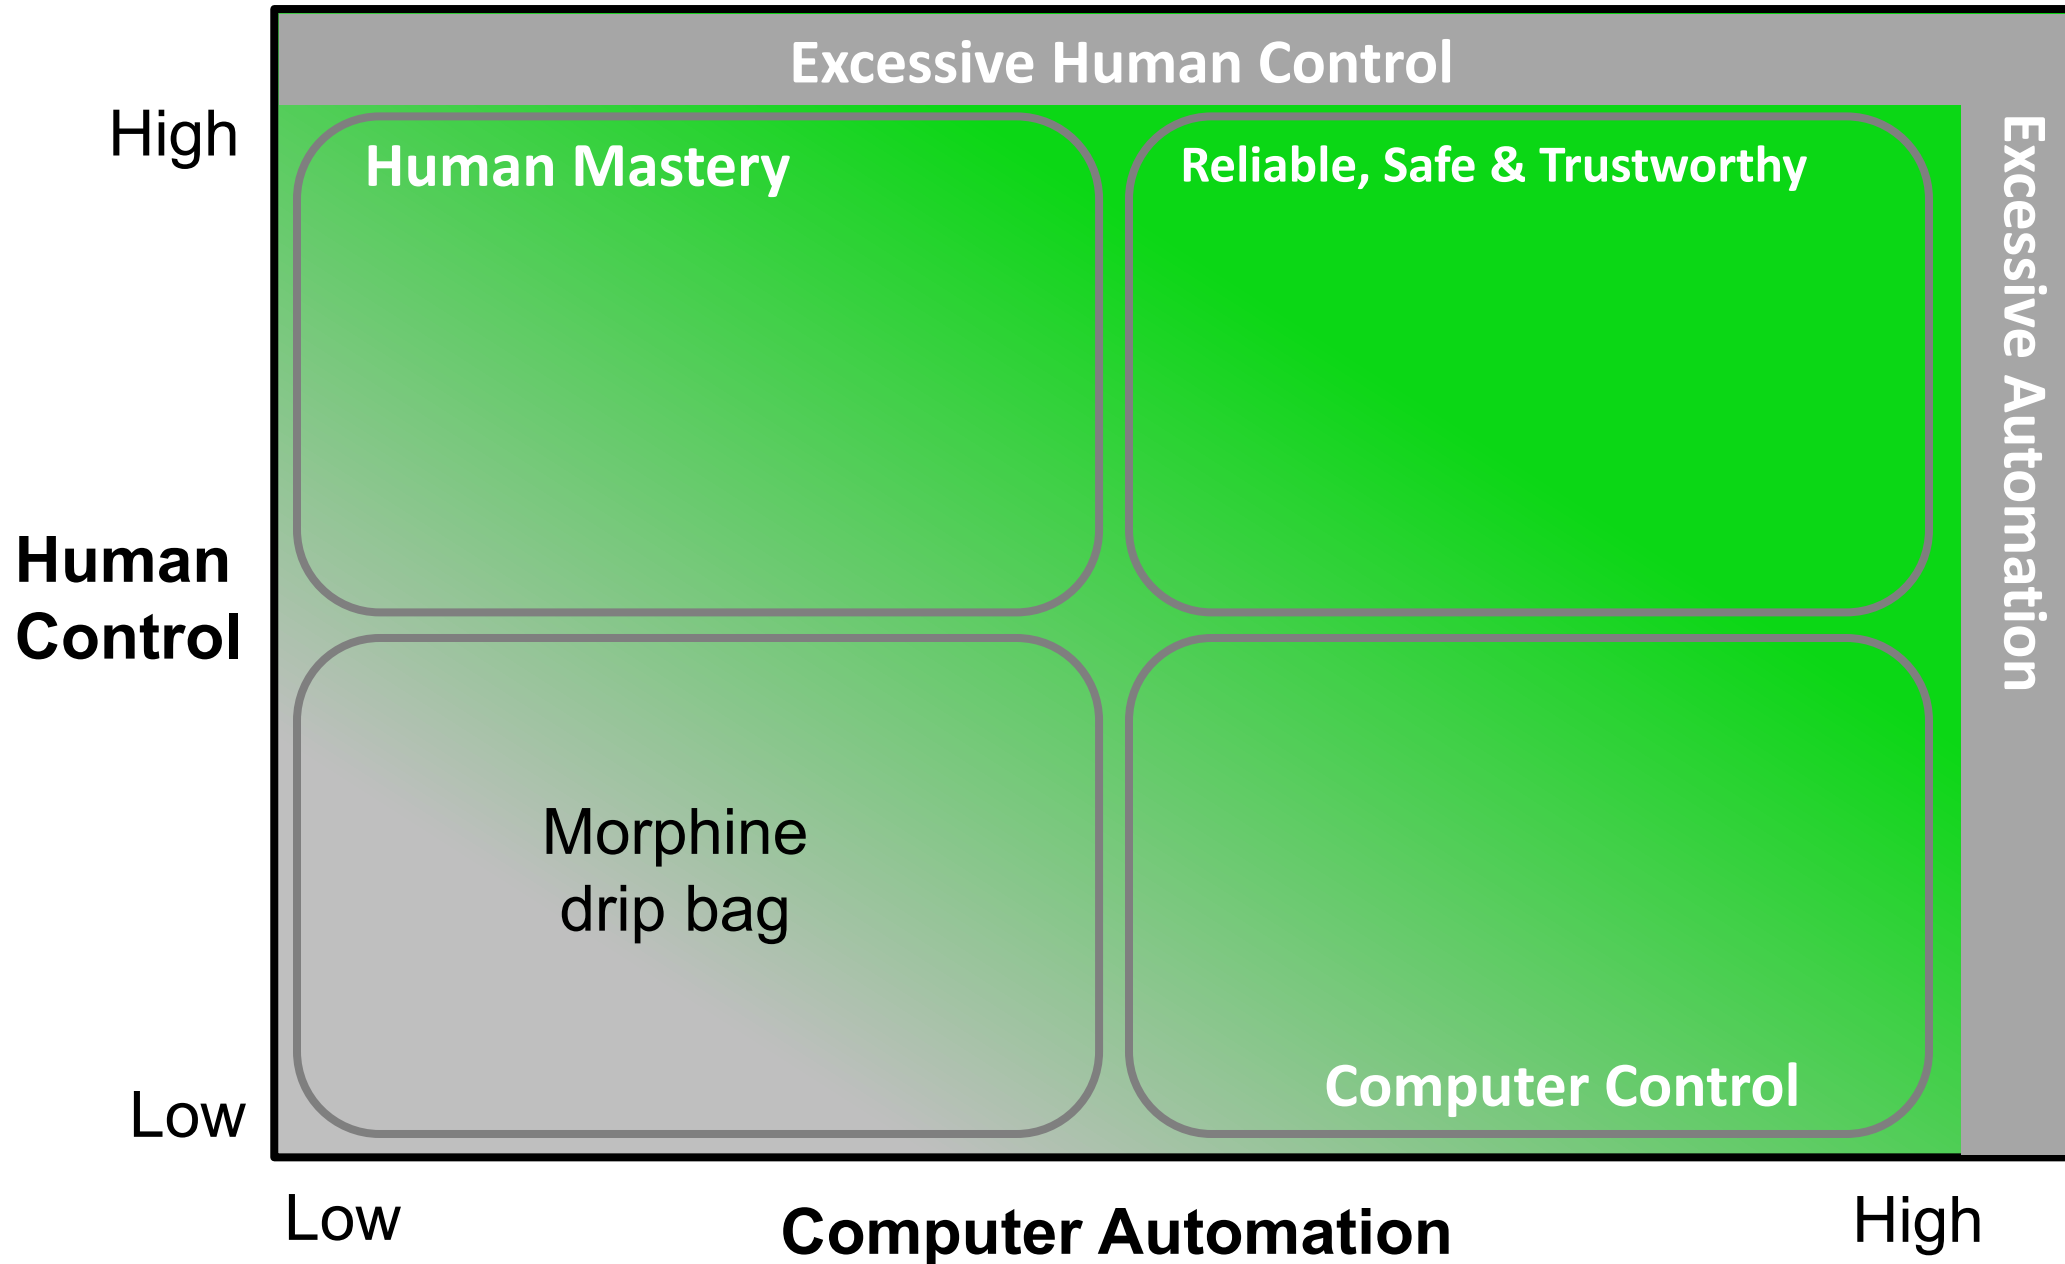 Excessive Human Control
High
Human Mastery
Reliable, Safe & Trustworthy
Excessive Automation
Human
Control
Morphine
drip bag
Computer Control
Low
Low
Computer Automation
High